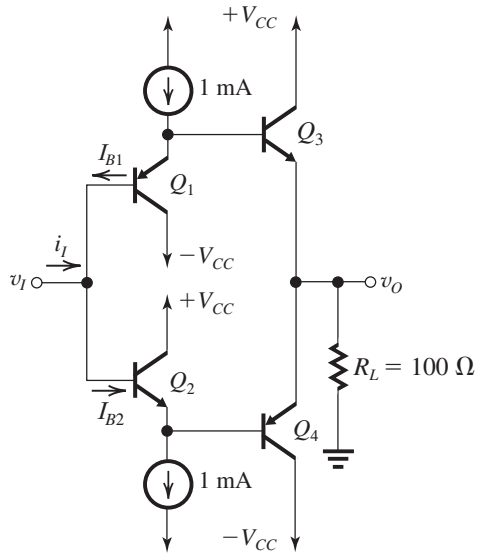 +V_CC
1 mA
Q_3
I_B1
Q_1
i_I
−V_CC
v_I
v_O
+V_CC
R_L = 100 Ω
Q_2
I_B2
Q_4
1 mA
−V_CC